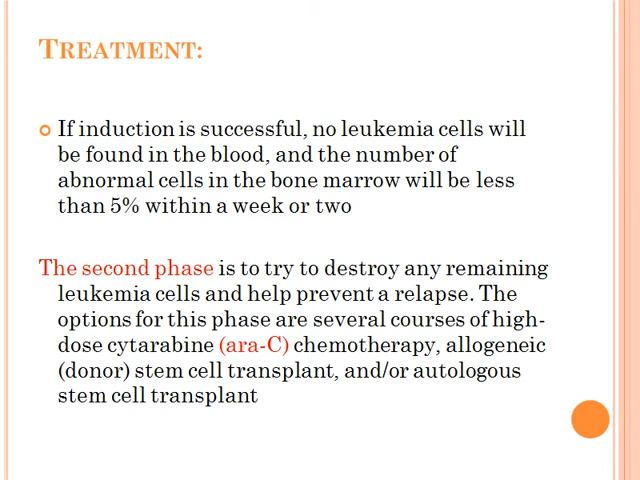 TREATMENT:
If induction is successful, no leukemia cells will
be found in the blood, and the number of
abnormal cells in the bone marrow will be less
than 5% within a week or two
The second phase is to try to destroy any remaining
leukemia cells and help prevent a relapse. The
options for this phase are several courses of high-
dose cytarabine (ara-C) chemotherapy, allogeneic
(donor) stem cell transplant, and/or autologous
stem cell transplant